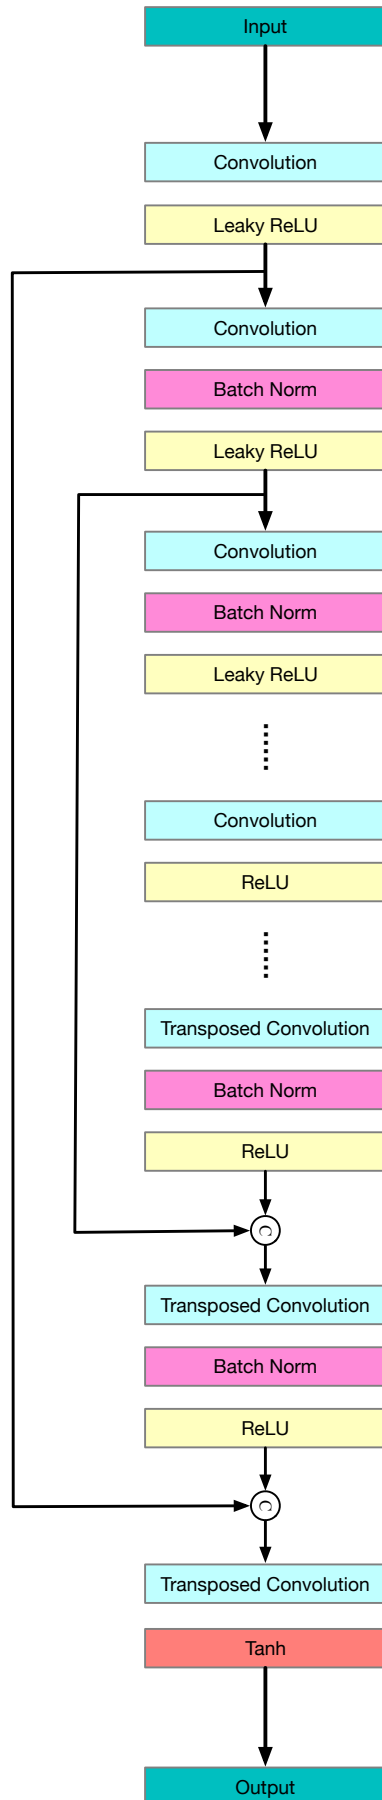 Input
Convolution
Leaky ReLU
Convolution
Batch Norm
Leaky ReLU
Convolution
Batch Norm
Leaky ReLU
Convolution
ReLU
Transposed Convolution
Batch Norm
ReLU
C
Transposed Convolution
Batch Norm
ReLU
C
Transposed Convolution
Tanh
Output